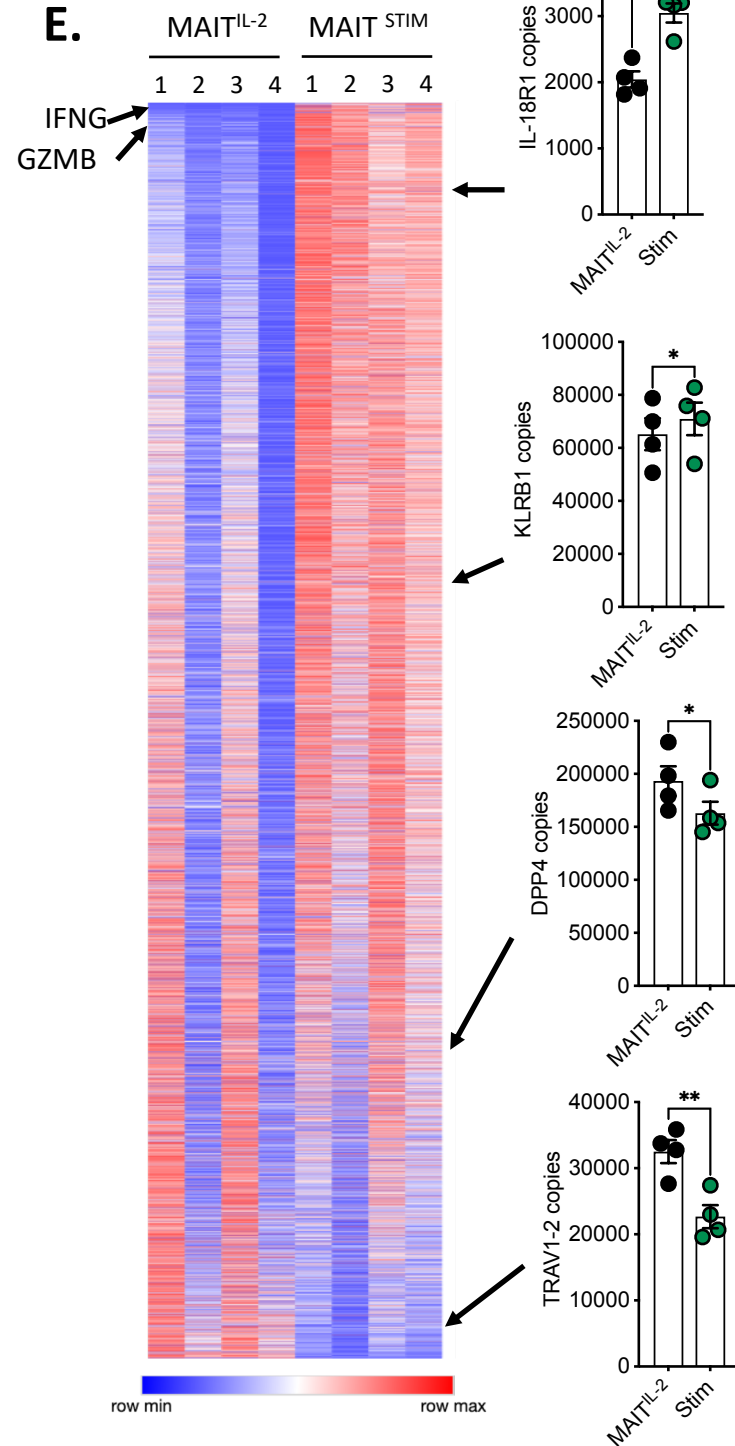 E.
MAIT^IL-2 MAIT ^STIM
1 2 3 4 1 2 3 4
IFNG
GZMB
row min row max
IL-18R1 copies
3000
2000
1000
0
MAIT^IL-2 Stim
KLRB1 copies
100000
80000
60000
40000
20000
0
*
MAIT^IL-2 Stim
DPP4 copies
250000
200000
150000
100000
50000
0
*
MAIT^IL-2 Stim
TRAV1-2 copies
40000
30000
20000
10000
0
**
MAIT^IL-2 Stim